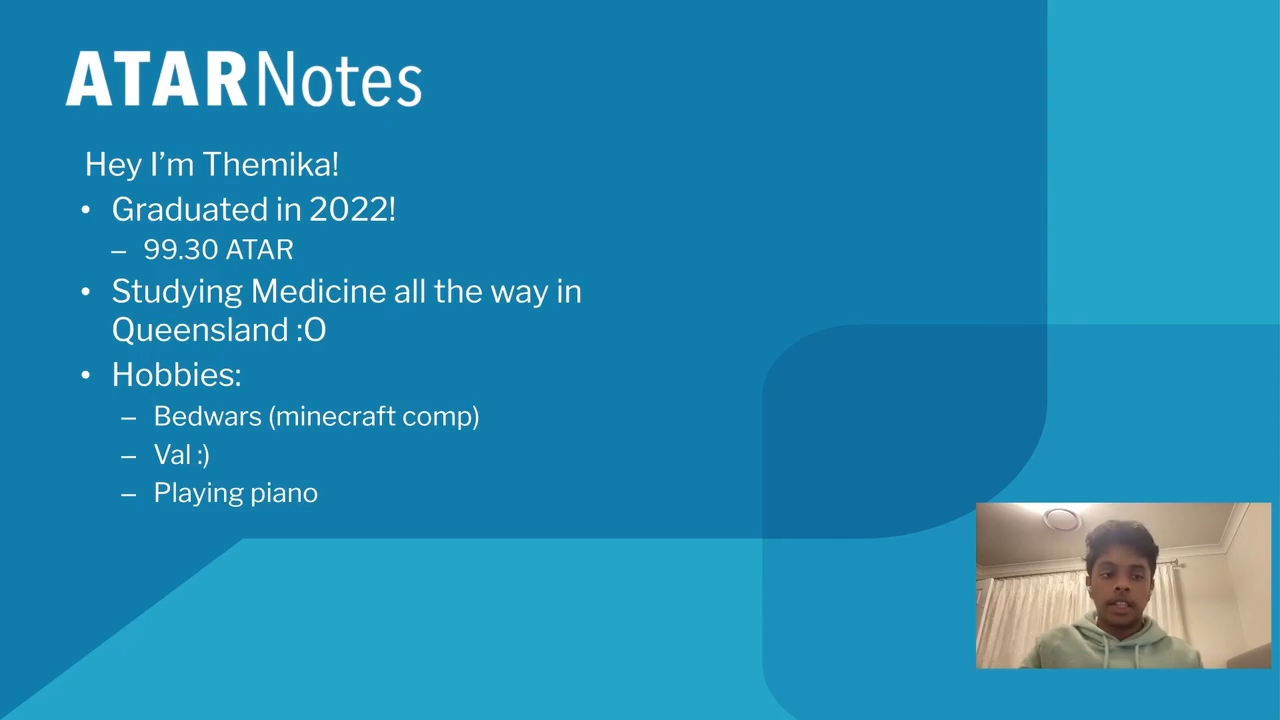 ATARNotes
Hey I’m Themika!
• Graduated in 2022!
– 99.30 ATAR
• Studying Medicine all the way in
Queensland :O
• Hobbies:
– Bedwars (minecraft comp)
– Val :)
– Playing piano